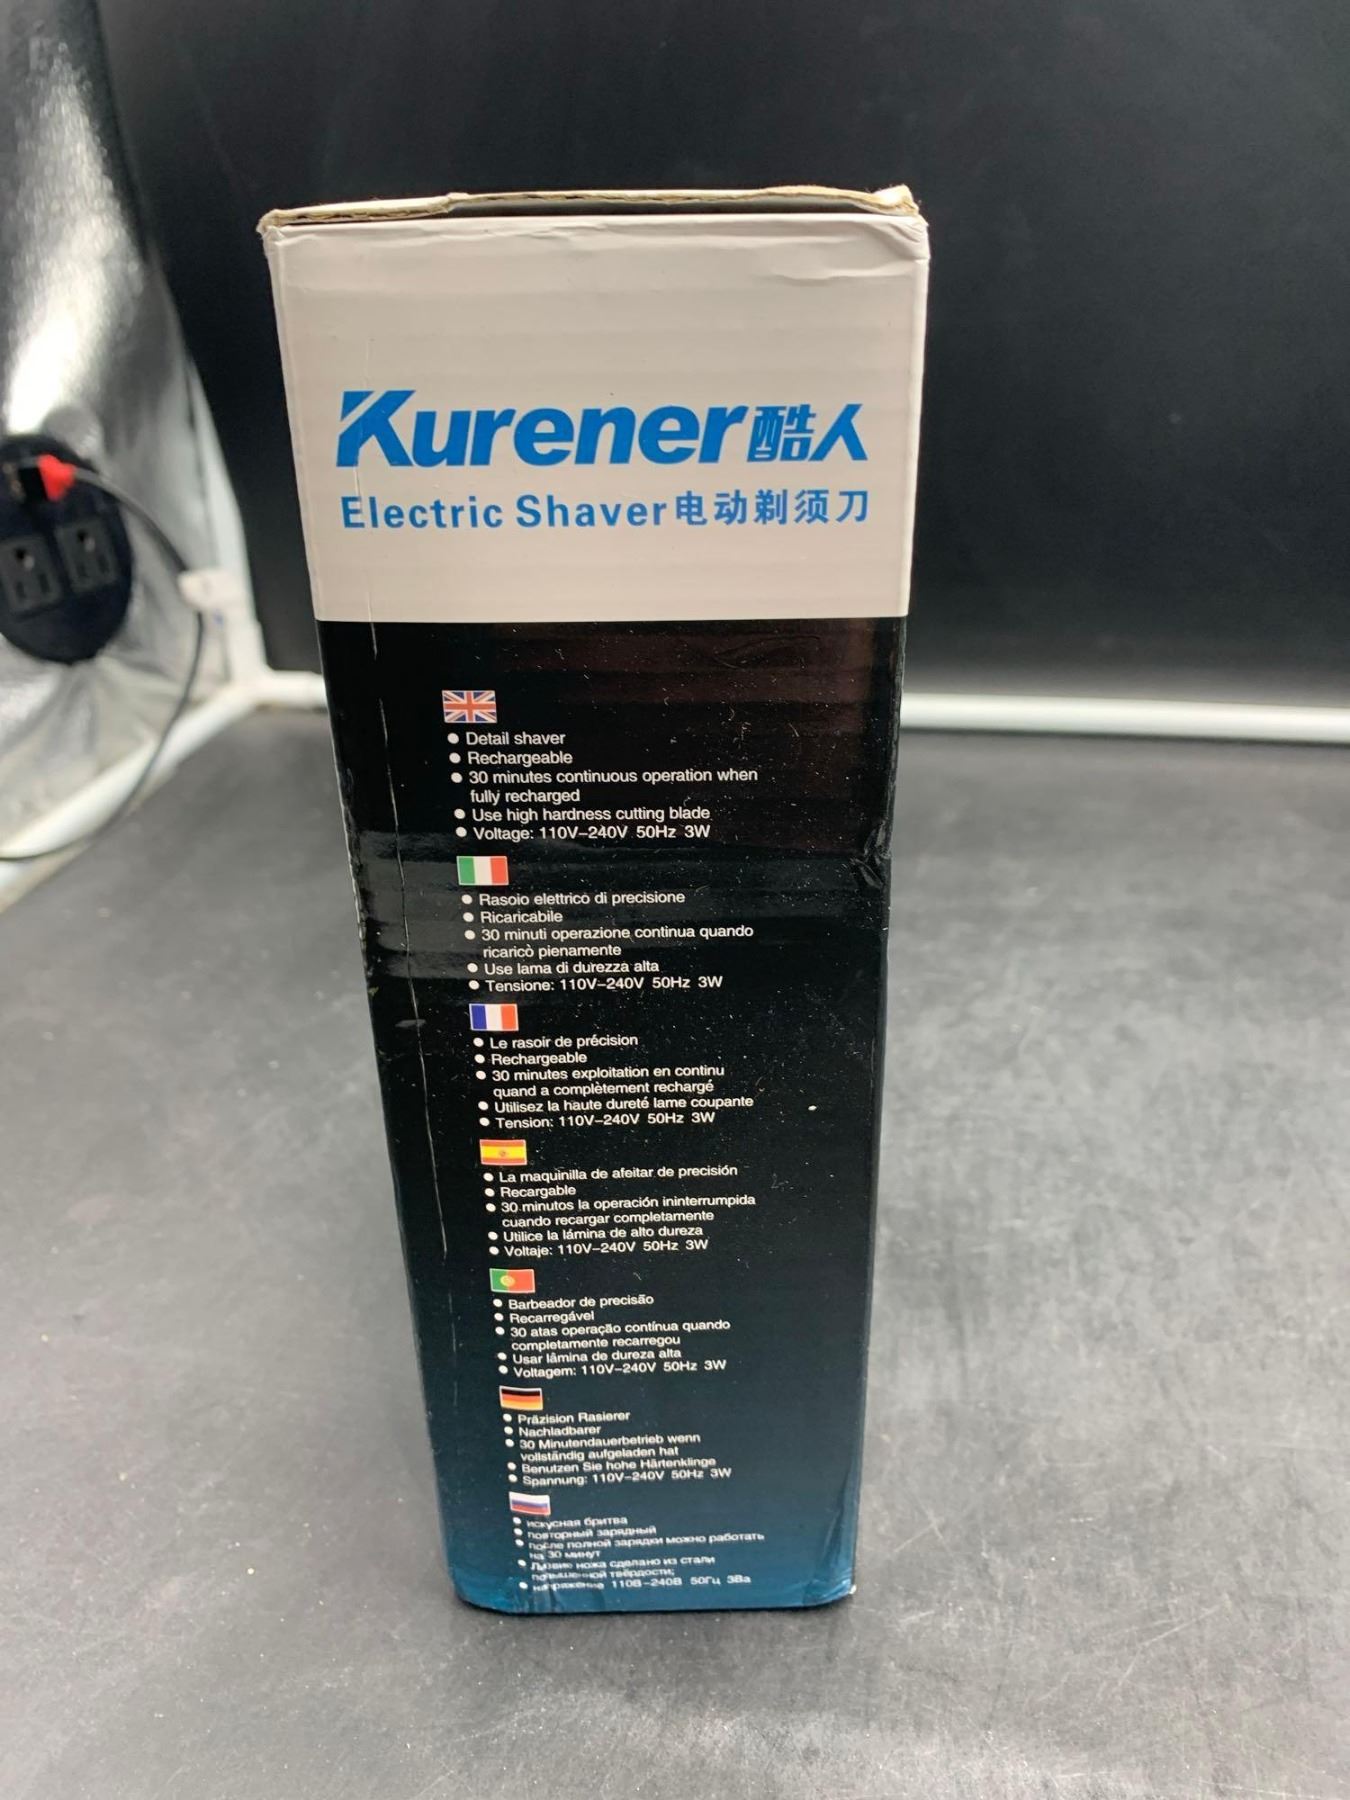 Kurener酷人
Electric Shaver电动剃须刀
● Detail shaver
● Rechargeable
● 30 minutes continuous operation when
fully recharged
● Use high hardness cutting blade
● Voltage: 110V–240V 50Hz 3W
● Rasoio elettrico di precisione
● Ricaricabile
● 30 minuti operazione continua quando
ricaricò pienamente
● Use lama di durezza alta
● Tensione: 110V–240V 50Hz 3W
● Le rasoir de précision
● Rechargeable
● 30 minutes exploitation en continu
quand a complètement rechargé
● Utilisez la haute dureté lame coupante
● Tension: 110V–240V 50Hz 3W
● La maquinilla de afeitar de precisión
● Recargable
● 30 minutos la operación ininterrumpida
cuando recargar completamente
● Utilice la lámina de alto dureza
● Voltaje: 110V–240V 50Hz 3W
● Barbeador de precisão
● Recarregável
● 30 atas operação contínua quando
completamente recarregou
● Usar lâmina de dureza alta
● Voltagem: 110V–240V 50Hz 3W
● Präzision Rasierer
● Nachladbarer
● 30 Minutendauerbetrieb wenn
vollständig aufgeladen hat
● Benutzen Sie hohe Härtenklinge
● Spannung: 110V–240V 50Hz 3W
● искусная бритва
● повторный зарядный
● после полной зарядки можно работать
на 30 минут
● Лезвие ножа сделано из стали
повышенной твёрдости;
● напряжение 110В–240В 50Гц 3Ва